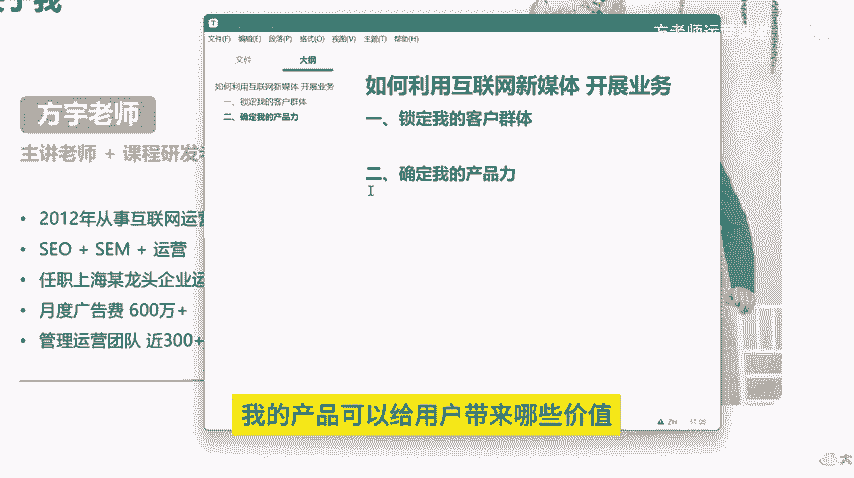 于我
方宇老师
主讲老师 + 课程研发
• 2012年从事互联网运营
• SEO + SEM + 运营
• 任职上海某龙头企业运
• 月度广告费 600万+
• 管理运营团队 近300+
方老师运营
文件(F) 编辑(E) 段落(P) 格式(O) 视图(V) 主题(T) 帮助(H)
文件 大纲
如何利用互联网新媒体 开展业务
一、锁定我的客户群体
二、确定我的产品力
如何利用互联网新媒体 开展业务
一、锁定我的客户群体
二、确定我的产品力
我的产品可以给用户带来哪些价值